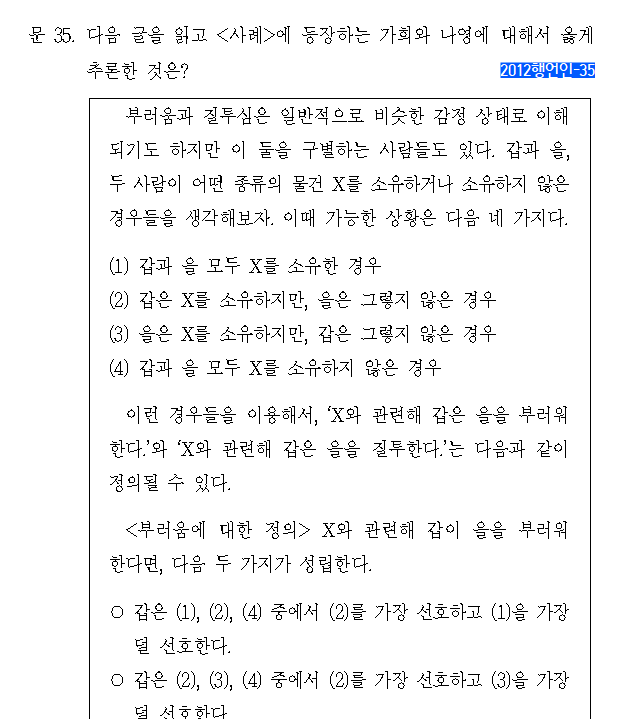 문 35. 다음 글을 읽고 <사례>에 등장하는 가희와 나영에 대해서 옳게
추론한 것은?
2012행언인-35
부러움과 질투심은 일반적으로 비슷한 감정 상태로 이해
되기도 하지만 이 둘을 구별하는 사람들도 있다. 갑과 을,
두 사람이 어떤 종류의 물건 X를 소유하거나 소유하지 않은
경우들을 생각해보자. 이때 가능한 상황은 다음 네 가지다.
(1) 갑과 을 모두 X를 소유한 경우
(2) 갑은 X를 소유하지만, 을은 그렇지 않은 경우
(3) 을은 X를 소유하지만, 갑은 그렇지 않은 경우
(4) 갑과 을 모두 X를 소유하지 않은 경우
이런 경우들을 이용해서, ‘X와 관련해 갑은 을을 부러워
한다.’와 ‘X와 관련해 갑은 을을 질투한다.’는 다음과 같이
정의될 수 있다.
<부러움에 대한 정의> X와 관련해 갑이 을을 부러워
한다면, 다음 두 가지가 성립한다.
○ 갑은 (1), (2), (4) 중에서 (2)를 가장 선호하고 (1)을 가장
덜 선호한다.
○ 갑은 (2), (3), (4) 중에서 (2)를 가장 선호하고 (3)을 가장
덜 선호한다